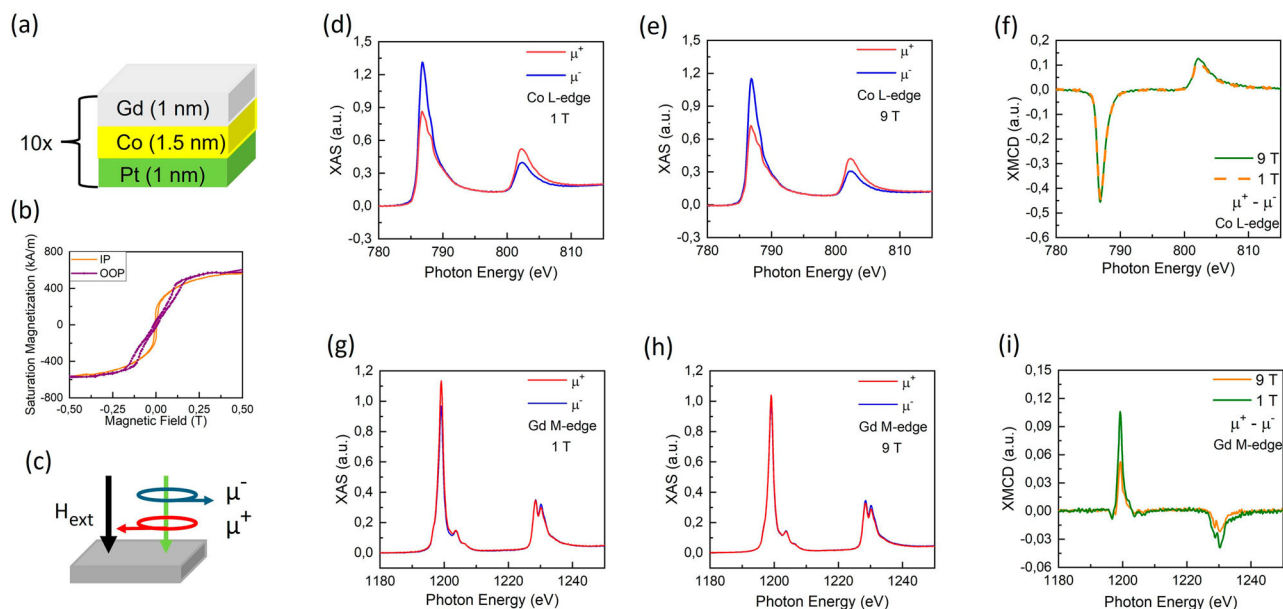 (a)
Gd (1 nm)
Co (1.5 nm)
Pt (1 nm)
10x
(b)
Saturation Magnetization (kA/m)
800
400
0
-400
-800
IP
OOP
-0,50 -0,25 0,00 0,25 0,50
Magnetic Field (T)
(c)
Hext
μ-
μ+
(d)
XAS (a.u.)
1,5
1,2
0,9
0,6
0,3
0,0
-0,3
μ+
μ-
Co L-edge
1 T
780 790 800 810
Photon Energy (eV)
(e)
XAS (a.u.)
1,5
1,2
0,9
0,6
0,3
0,0
-0,3
μ+
μ-
Co L-edge
9 T
780 790 800 810
Photon Energy (eV)
(f)
XMCD (a.u.)
0,2
0,1
0,0
-0,1
-0,2
-0,3
-0,4
-0,5
-0,6
9 T
1 T
μ+ - μ-
Co L-edge
780 790 800 810
Photon Energy (eV)
(g)
XAS (a.u.)
1,4
1,2
1,0
0,8
0,6
0,4
0,2
0,0
μ+
μ-
Gd M-edge
1 T
1180 1200 1220 1240
Photon Energy (eV)
(h)
XAS (a.u.)
1,4
1,2
1,0
0,8
0,6
0,4
0,2
0,0
μ+
μ-
Gd M-edge
9 T
1180 1200 1220 1240
Photon Energy (eV)
(i)
XMCD (a.u.)
0,15
0,12
0,09
0,06
0,03
0,00
-0,03
-0,06
9 T
1 T
μ+ - μ-
Gd M-edge
1180 1200 1220 1240
Photon Energy (eV)